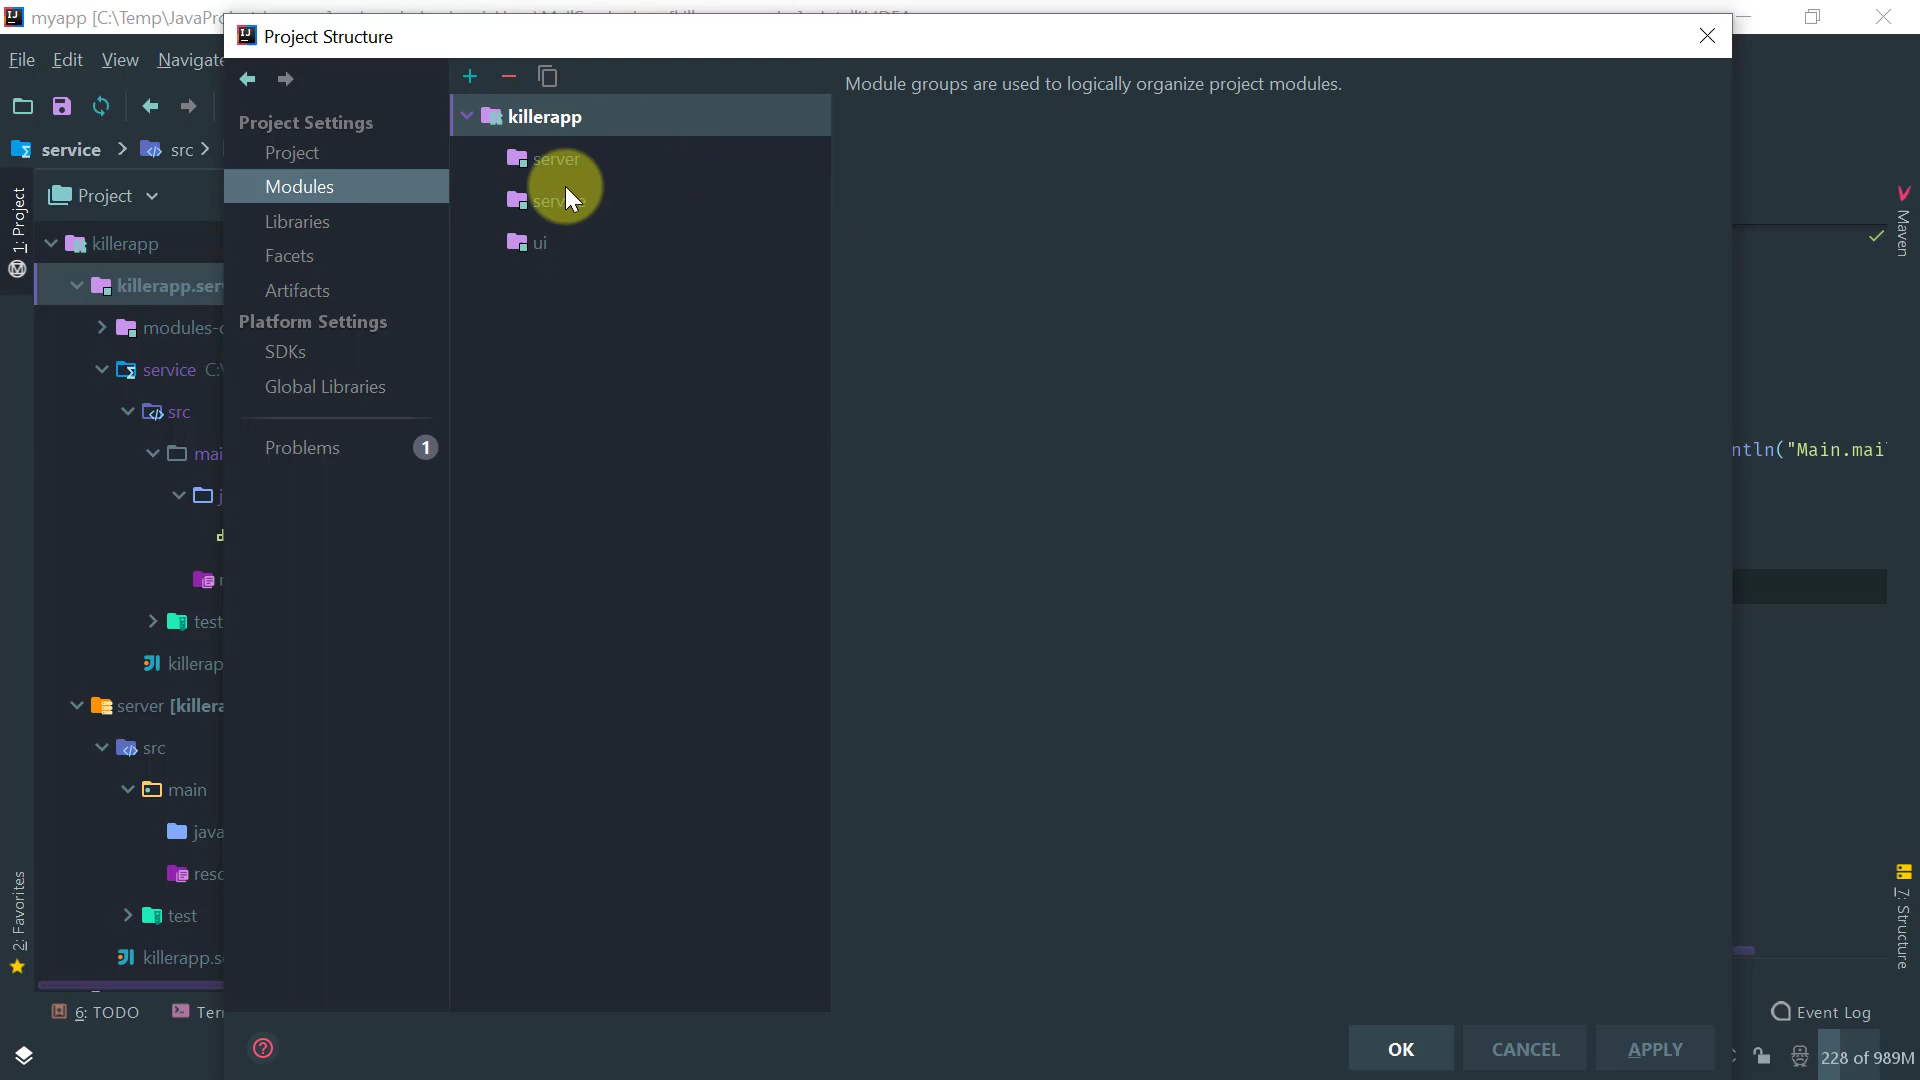 myapp [C:\Temp\JavaPro
Project Structure
File Edit View Navigate
Project Settings
Project
Modules
Libraries
Facets
Artifacts
Platform Settings
SDKs
Global Libraries
Problems 1
killerapp
server
ui
Module groups are used to logically organize project modules.
service src
1: Project
Project
killerapp
killerapp.ser
modules-
service C:\
src
mai
j
test
killerap
server [killera
src
main
java
reso
test
killerapp.s
2: Favorites
6: TODO Ter
OK CANCEL APPLY
ntln("Main.mai
Maven
7: Structure
Event Log
228 of 989M